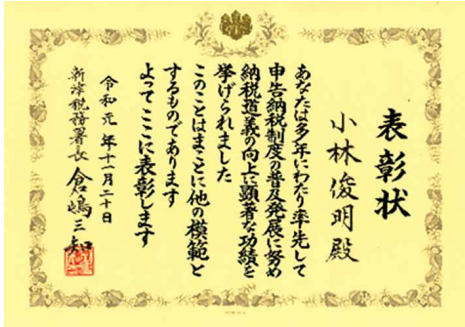 表彰状
小林俊明殿
あなたは多年にわたり率先して
申告納税制度の普及発展に努め
納税道義の向上に顕著な功績を
挙げられました
このことはまことに他の模範と
するものであります
よってここに表彰します
令和元年十一月二十日
新津税務署長 倉嶋三知